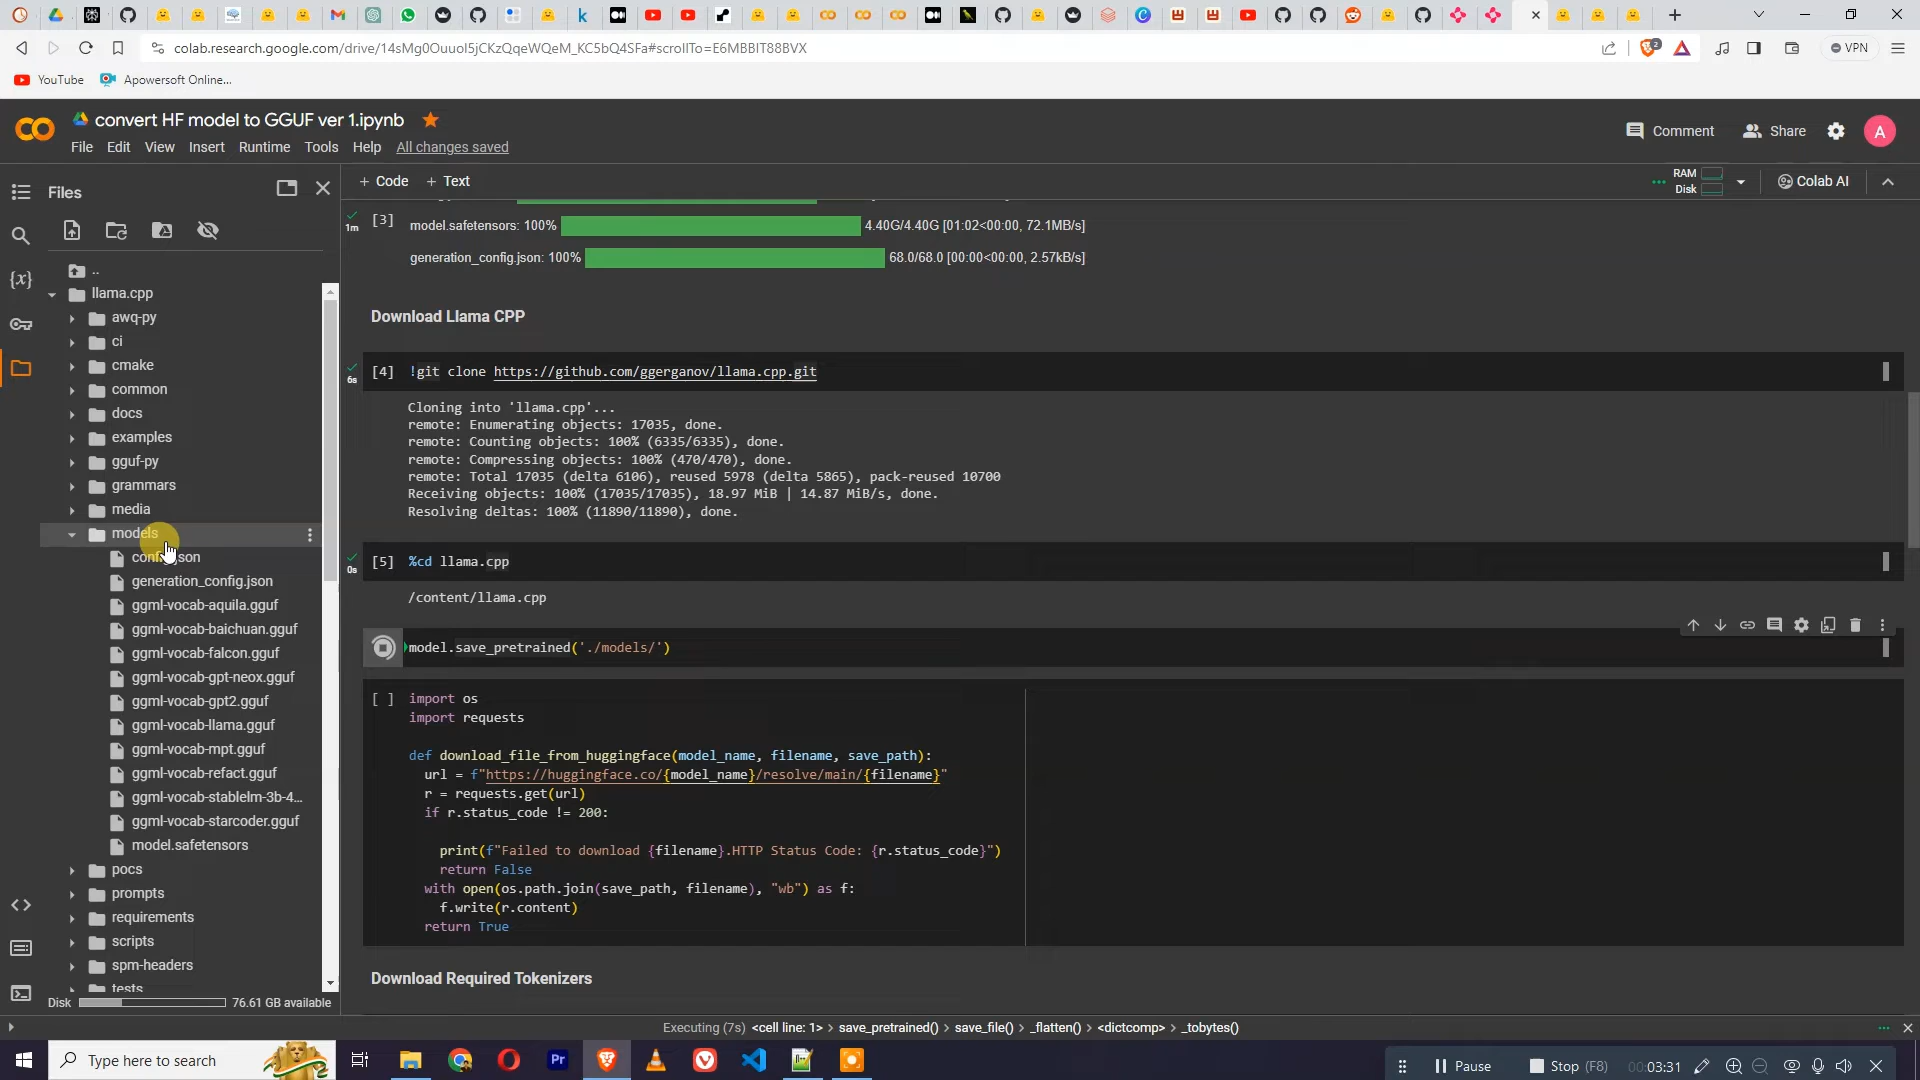 colab.research.google.com/drive/14sMg0Ouuol5jCKzQqeWQeM_KC5bQ4SFa#scrollTo=E6MBBIT88BVX
2
VPN
YouTube
Apowersoft Online...
convert HF model to GGUF ver 1.ipynb
Comment
Share
A
File Edit View Insert Runtime Tools Help All changes saved
Files
+ Code + Text
RAM
Disk
Colab AI
..
llama.cpp
awq-py
ci
cmake
common
docs
examples
gguf-py
grammars
media
models
generation_config.json
ggml-vocab-aquila.gguf
ggml-vocab-baichuan.gguf
ggml-vocab-falcon.gguf
ggml-vocab-gpt-neox.gguf
ggml-vocab-gpt2.gguf
ggml-vocab-llama.gguf
ggml-vocab-mpt.gguf
ggml-vocab-refact.gguf
ggml-vocab-stablelm-3b-4...
ggml-vocab-starcoder.gguf
model.safetensors
pocs
prompts
requirements
scripts
spm-headers
tests
Disk 76.61 GB available
1m [3] model.safetensors: 100% 4.40G/4.40G [01:02<00:00, 72.1MB/s]
generation_config.json: 100% 68.0/68.0 [00:00<00:00, 2.57kB/s]
Download Llama CPP
6s [4] !git clone https://github.com/ggerganov/llama.cpp.git
Cloning into 'llama.cpp'...
remote: Enumerating objects: 17035, done.
remote: Counting objects: 100% (6335/6335), done.
remote: Compressing objects: 100% (470/470), done.
remote: Total 17035 (delta 6106), reused 5978 (delta 5865), pack-reused 10700
Receiving objects: 100% (17035/17035), 18.97 MiB | 14.87 MiB/s, done.
Resolving deltas: 100% (11890/11890), done.
0s [5] %cd llama.cpp
/content/llama.cpp
model.save_pretrained('./models/')
[ ] import os
import requests
def download_file_from_huggingface(model_name, filename, save_path):
url = f"https://huggingface.co/{model_name}/resolve/main/{filename}"
r = requests.get(url)
if r.status_code != 200:
print(f"Failed to download {filename}.HTTP Status Code: {r.status_code}")
return False
with open(os.path.join(save_path, filename), "wb") as f:
f.write(r.content)
return True
Download Required Tokenizers
Executing (7s) <cell line: 1> > save_pretrained() > save_file() > _flatten() > <dictcomp> > _tobytes()
Type here to search
Pr
Pause
Stop (F8)
00:03:31